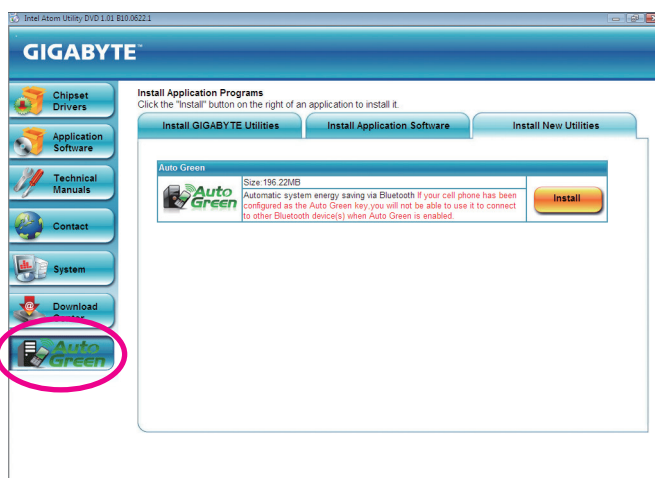 Intel Atom Utility DVD 1.01 B10.0622.1
GIGABYTE™
Chipset
Drivers
Application
Software
Technical
Manuals
Contact
System
Download
Auto
Green
Install Application Programs
Click the "Install" button on the right of an application to install it.
Install GIGABYTE Utilities
Install Application Software
Install New Utilities
Auto Green
Auto
Green
Size:196.22MB
Automatic system energy saving via Bluetooth If your cell phone has been
configured as the Auto Green key,you will not be able to use it to connect
to other Bluetooth device(s) when Auto Green is enabled.
Install